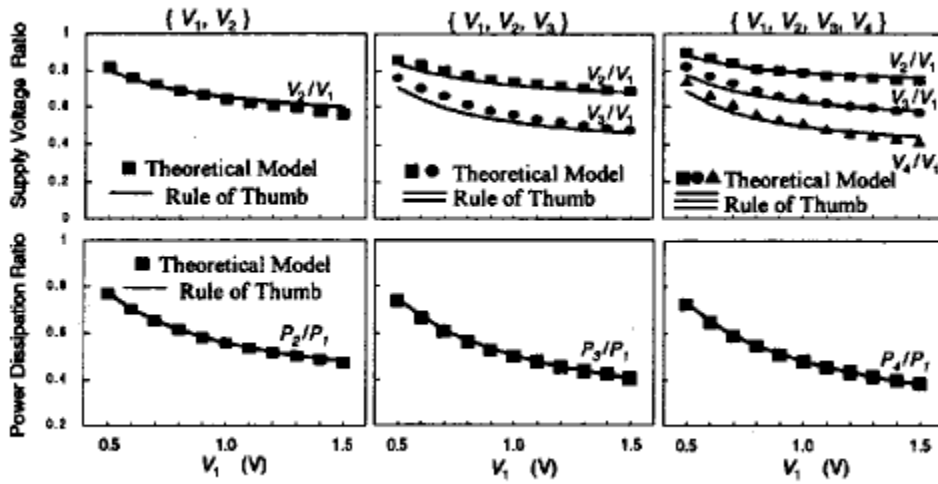 { V1, V2 }
{ V1, V2, V3 }
{ V1, V2, V3, V4 }
Supply Voltage Ratio
1
0.8
0.6
0.4
0.2
0
V2/V1
Theoretical Model
Rule of Thumb
V2/V1
V3/V1
Theoretical Model
Rule of Thumb
V2/V1
V3/V1
V4/V1
Theoretical Model
Rule of Thumb
Power Dissipation Ratio
1
0.8
0.6
0.4
0.2
Theoretical Model
Rule of Thumb
P2/P1
P3/P1
P4/P1
0.5 1.0 1.5
0.5 1.0 1.5
0.5 1.0 1.5
V1 (V)
V1 (V)
V1 (V)